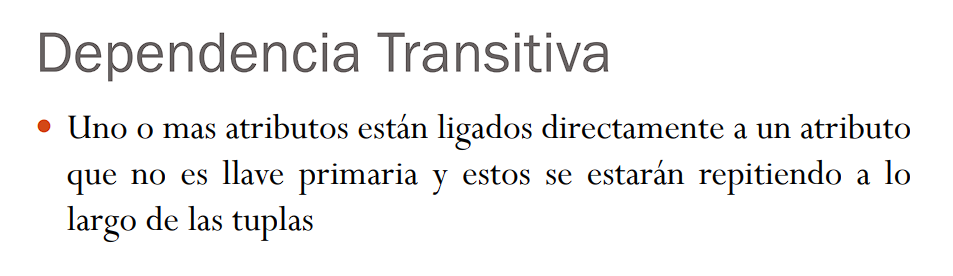 Dependencia Transitiva
• Uno o mas atributos están ligados directamente a un atributo
que no es llave primaria y estos se estarán repitiendo a lo
largo de las tuplas